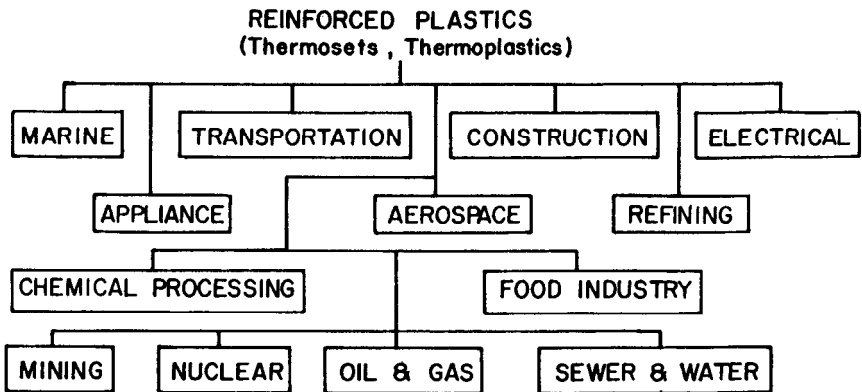 REINFORCED PLASTICS
(Thermosets, Thermoplastics)
MARINE
TRANSPORTATION
CONSTRUCTION
ELECTRICAL
APPLIANCE
AEROSPACE
REFINING
CHEMICAL PROCESSING
FOOD INDUSTRY
MINING
NUCLEAR
OIL & GAS
SEWER & WATER